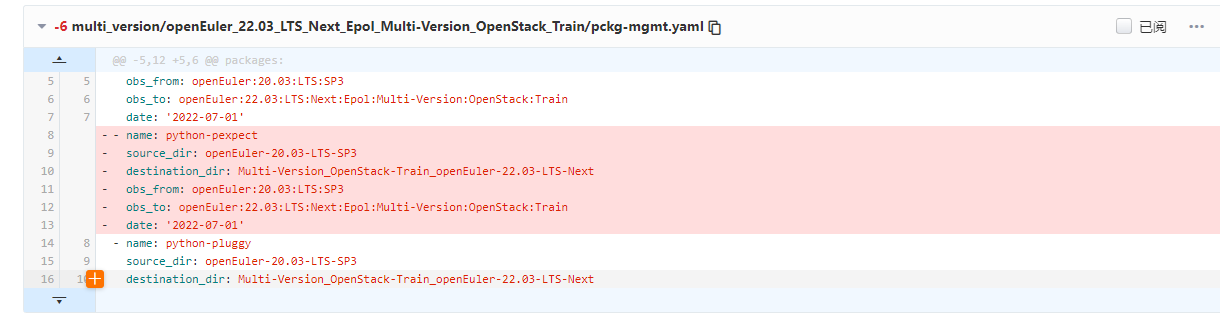 -6 multi_version/openEuler_22.03_LTS_Next_Epol_Multi-Version_OpenStack_Train/pckg-mgmt.yaml 已阅 ···
@@ -5,12 +5,6 @@ packages:
5 5 obs_from: openEuler:20.03:LTS:SP3
6 6 obs_to: openEuler:22.03:LTS:Next:Epol:Multi-Version:OpenStack:Train
7 7 date: '2022-07-01'
8 - - name: python-pexpect
9 - source_dir: openEuler-20.03-LTS-SP3
10 - destination_dir: Multi-Version_OpenStack-Train_openEuler-22.03-LTS-Next
11 - obs_from: openEuler:20.03:LTS:SP3
12 - obs_to: openEuler:22.03:LTS:Next:Epol:Multi-Version:OpenStack:Train
13 - date: '2022-07-01'
14 8 - name: python-pluggy
15 9 source_dir: openEuler-20.03-LTS-SP3
16 destination_dir: Multi-Version_OpenStack-Train_openEuler-22.03-LTS-Next